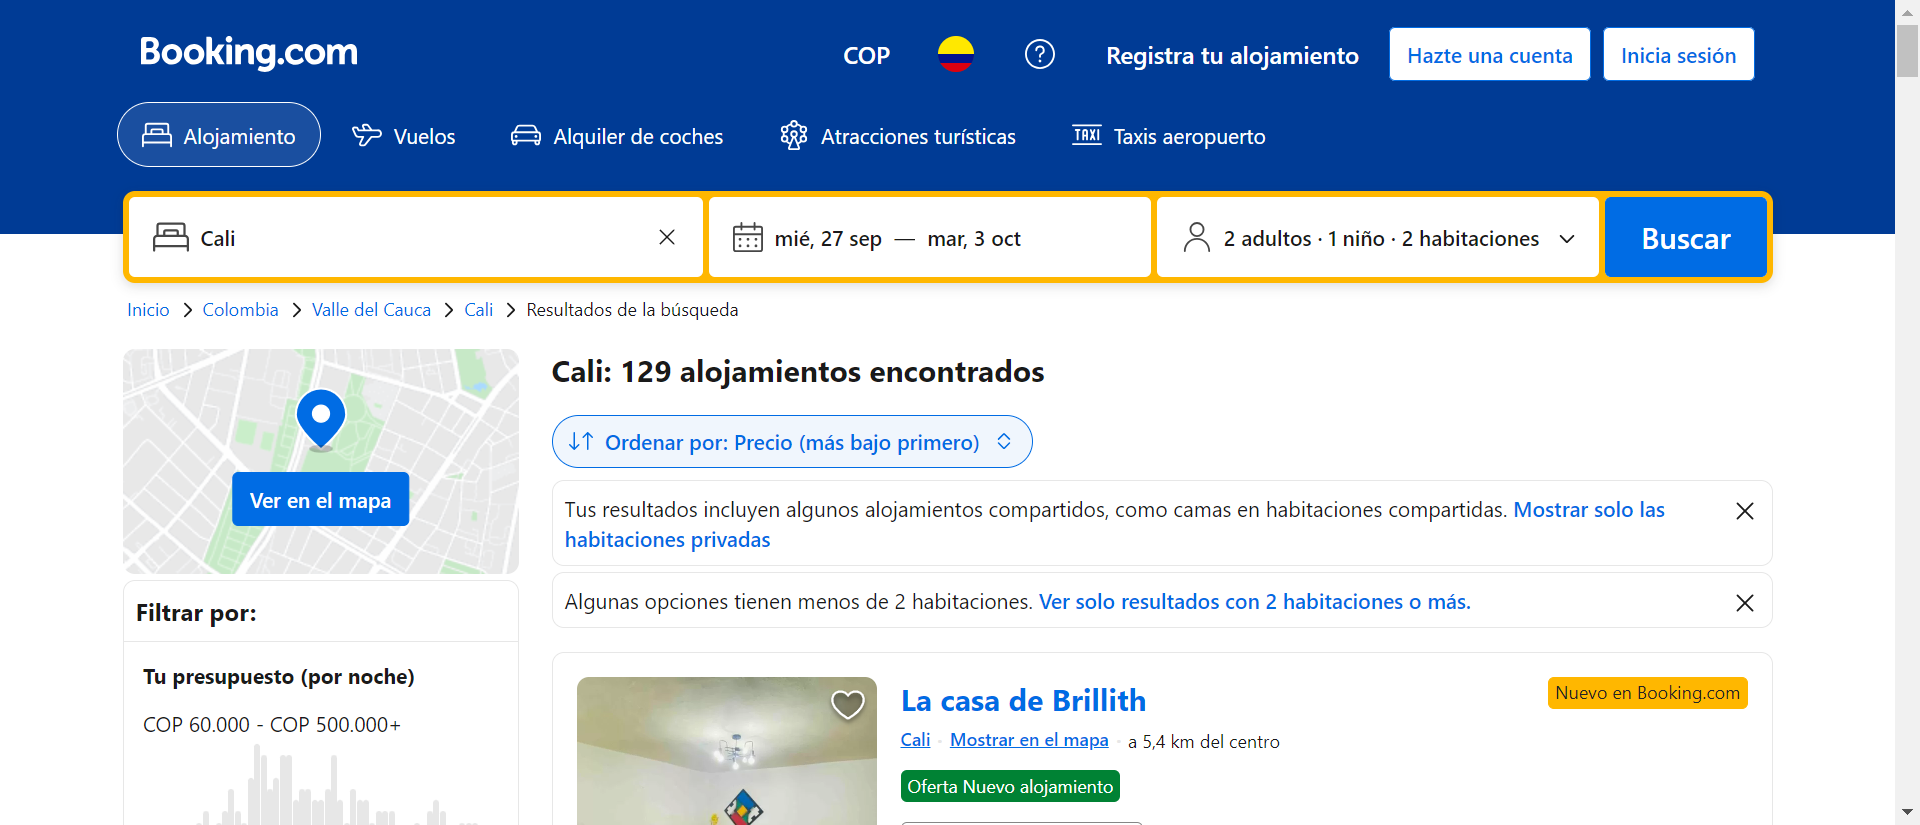 Booking.com
COP
Registra tu alojamiento
Hazte una cuenta
Inicia sesión
Alojamiento
Vuelos
Alquiler de coches
Atracciones turísticas
TAXI
Taxis aeropuerto
Cali
mié, 27 sep — mar, 3 oct
2 adultos · 1 niño · 2 habitaciones
Buscar
Inicio > Colombia > Valle del Cauca > Cali > Resultados de la búsqueda
Ver en el mapa
Filtrar por:
Tu presupuesto (por noche)
COP 60.000 - COP 500.000+
Cali: 129 alojamientos encontrados
Ordenar por: Precio (más bajo primero)
Tus resultados incluyen algunos alojamientos compartidos, como camas en habitaciones compartidas. Mostrar solo las
habitaciones privadas
Algunas opciones tienen menos de 2 habitaciones. Ver solo resultados con 2 habitaciones o más.
La casa de Brillith
Nuevo en Booking.com
Cali · Mostrar en el mapa · a 5,4 km del centro
Oferta Nuevo alojamiento